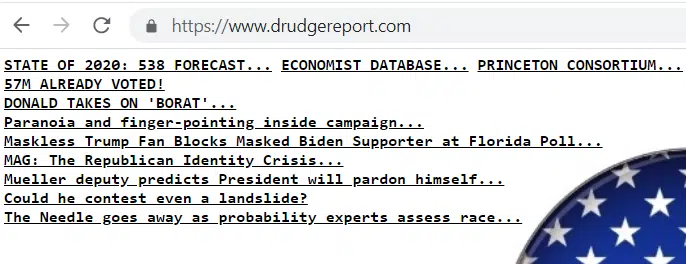 https://www.drudgereport.com
STATE OF 2020: 538 FORECAST... ECONOMIST DATABASE... PRINCETON CONSORTIUM...
57M ALREADY VOTED!
DONALD TAKES ON 'BORAT'...
Paranoia and finger-pointing inside campaign...
Maskless Trump Fan Blocks Masked Biden Supporter at Florida Poll...
MAG: The Republican Identity Crisis...
Mueller deputy predicts President will pardon himself...
Could he contest even a landslide?
The Needle goes away as probability experts assess race...